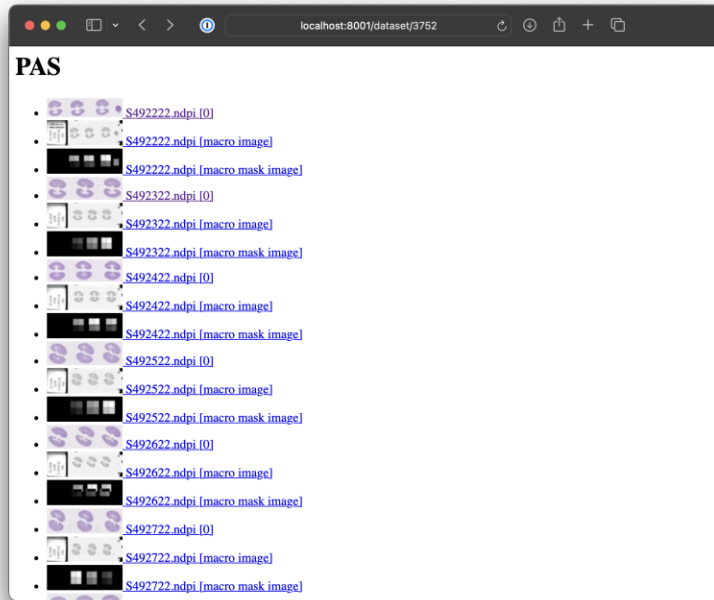 localhost:8001/dataset/3752
PAS
S492222.ndpi [0]
S492222.ndpi [macro image]
S492222.ndpi [macro mask image]
S492322.ndpi [0]
S492322.ndpi [macro image]
S492322.ndpi [macro mask image]
S492422.ndpi [0]
S492422.ndpi [macro image]
S492422.ndpi [macro mask image]
S492522.ndpi [0]
S492522.ndpi [macro image]
S492522.ndpi [macro mask image]
S492622.ndpi [0]
S492622.ndpi [macro image]
S492622.ndpi [macro mask image]
S492722.ndpi [0]
S492722.ndpi [macro image]
S492722.ndpi [macro mask image]